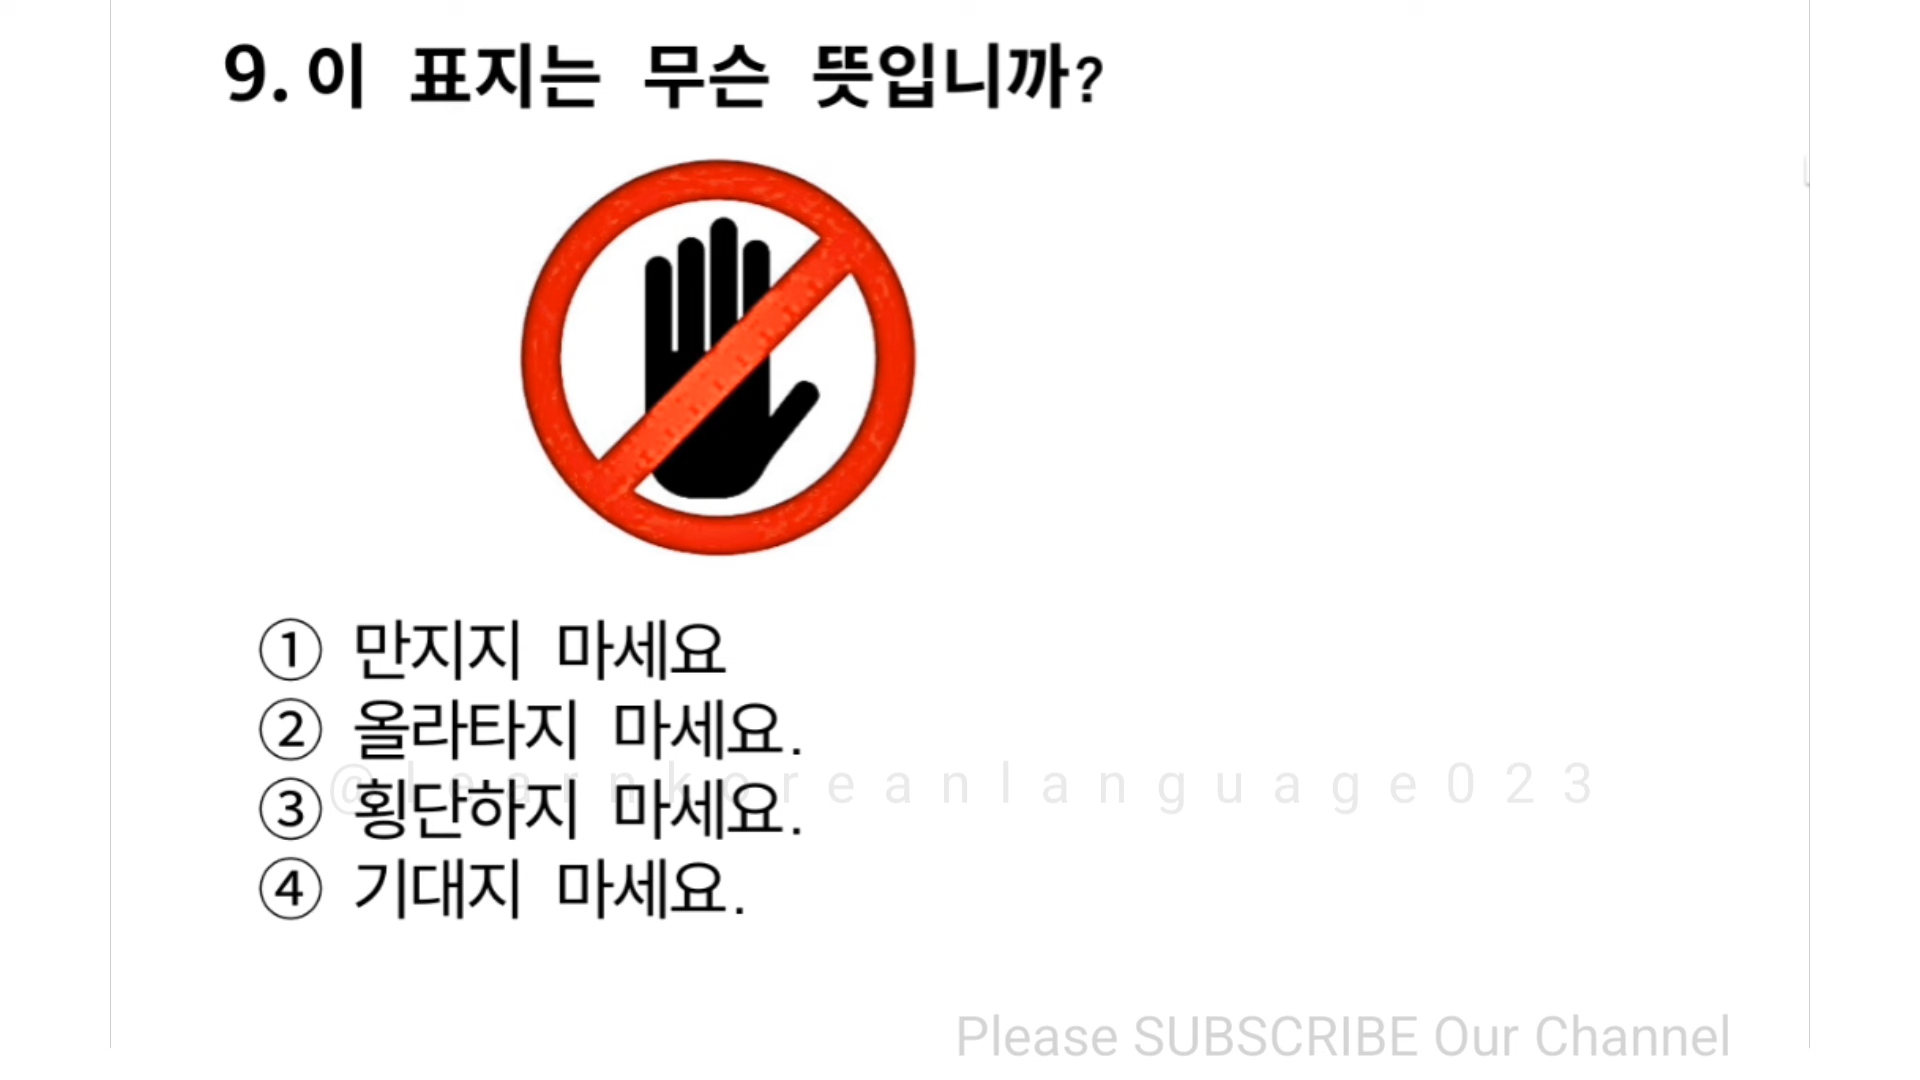 9. 이 표지는 무슨 뜻입니까?
① 만지지 마세요
② 올라타지 마세요.
@learnkoreanlanguage023
③ 횡단하지 마세요.
④ 기대지 마세요.
Please SUBSCRIBE Our Channel